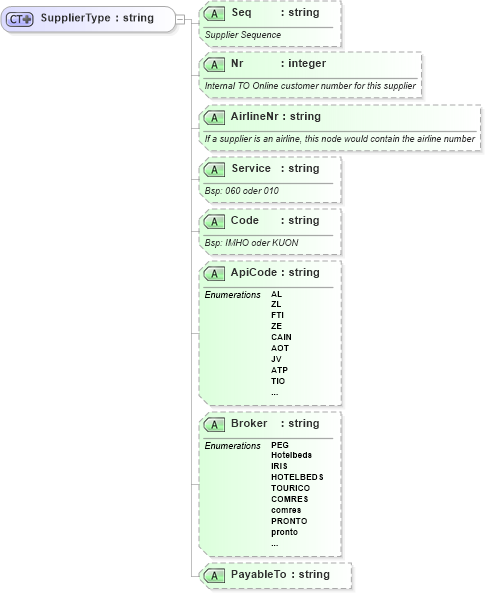 CT SupplierType : string
A Seq : string
Supplier Sequence
A Nr : integer
Internal TO Online customer number for this supplier
A AirlineNr : string
If a supplier is an airline, this node would contain the airline number
A Service : string
Bsp: 060 oder 010
A Code : string
Bsp: IMHO oder KUON
A ApiCode : string
Enumerations AL
ZL
FTI
ZE
CAIN
AOT
JV
ATP
TIO
...
A Broker : string
Enumerations PEG
Hotelbeds
IRIS
HOTELBEDS
TOURICO
COMRES
comres
PRONTO
pronto
...
A PayableTo : string